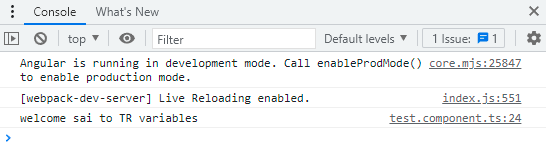 Console What's New
top Filter Default levels 1 Issue: 1
Angular is running in development mode. Call enableProdMode() core.mjs:25847
to enable production mode.
[webpack-dev-server] Live Reloading enabled. index.js:551
welcome sai to TR variables test.component.ts:24